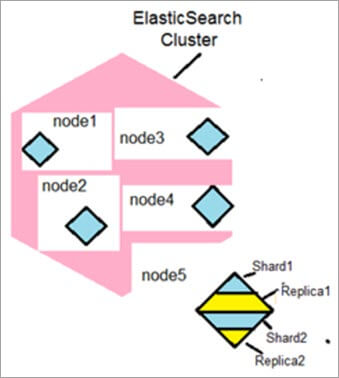 ElasticSearch
Cluster
node1
node3
node2
node4
node5
Shard1
Replica1
Shard2
Replica2